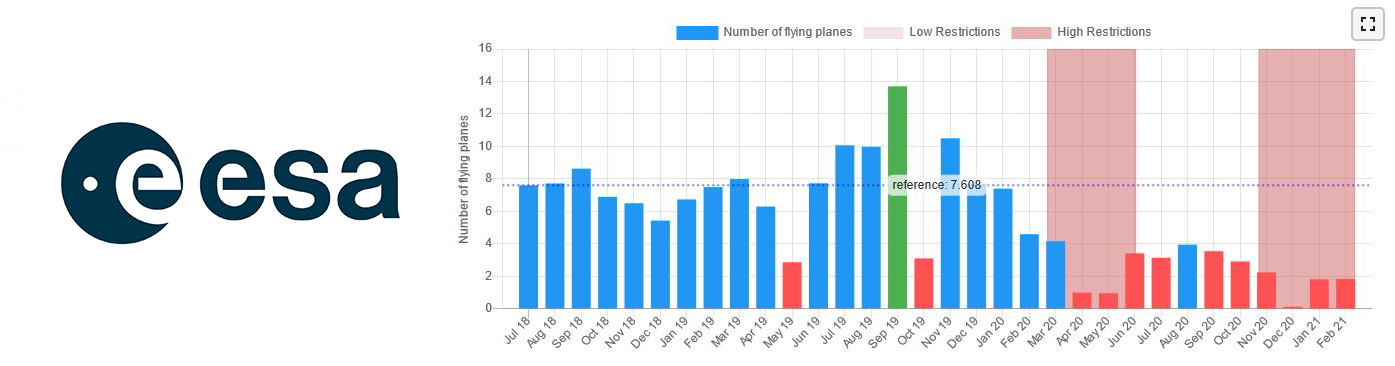 eesa
Number of flying planes
Low Restrictions
High Restrictions
Number of flying planes
16
14
12
10
8
6
4
2
0
reference: 7.608
Jul 18
Aug 18
Sep 18
Oct 18
Nov 18
Dec 18
Jan 19
Feb 19
Mar 19
Apr 19
May 19
Jun 19
Jul 19
Aug 19
Sep 19
Oct 19
Nov 19
Dec 19
Jan 20
Feb 20
Mar 20
Apr 20
May 20
Jun 20
Jul 20
Aug 20
Sep 20
Oct 20
Nov 20
Dec 20
Jan 21
Feb 21